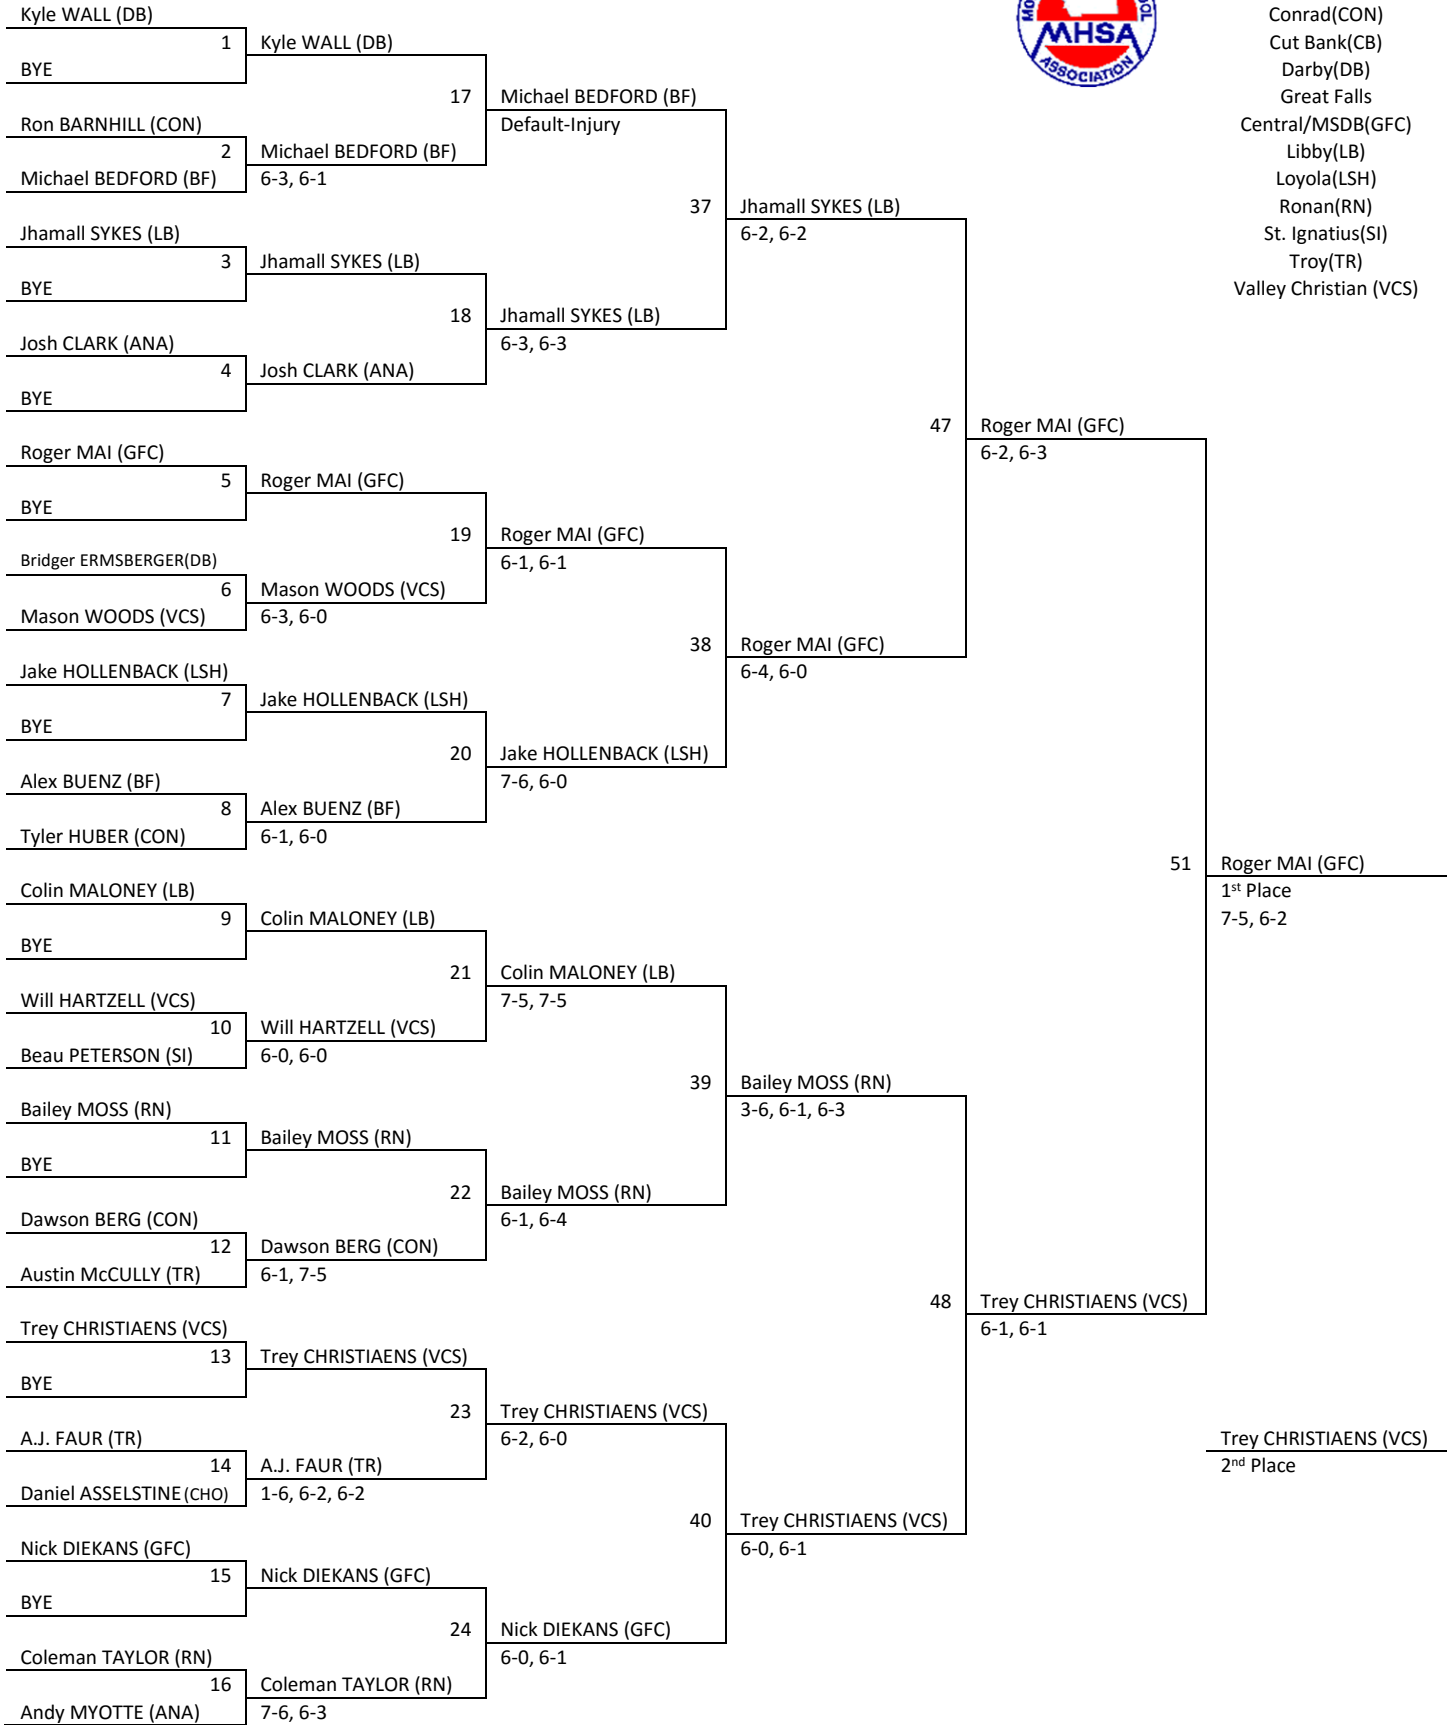 Kyle WALL (DB)
1
Kyle WALL (DB)
BYE
17
Michael BEDFORD (BF)
Default-Injury
Ron BARNHILL (CON)
2
Michael BEDFORD (BF)
Michael BEDFORD (BF)
6-3, 6-1
37
Jhamall SYKES (LB)
6-2, 6-2
Jhamall SYKES (LB)
3
Jhamall SYKES (LB)
BYE
18
Jhamall SYKES (LB)
6-3, 6-3
Josh CLARK (ANA)
4
Josh CLARK (ANA)
BYE
47
Roger MAI (GFC)
6-2, 6-3
Roger MAI (GFC)
5
Roger MAI (GFC)
BYE
19
Roger MAI (GFC)
6-1, 6-1
Bridger ERMSBERGER(DB)
6
Mason WOODS (VCS)
Mason WOODS (VCS)
6-3, 6-0
38
Roger MAI (GFC)
6-4, 6-0
Jake HOLLENBACK (LSH)
7
Jake HOLLENBACK (LSH)
BYE
20
Jake HOLLENBACK (LSH)
7-6, 6-0
Alex BUENZ (BF)
8
Alex BUENZ (BF)
Tyler HUBER (CON)
6-1, 6-0
51
Roger MAI (GFC)
1st Place
7-5, 6-2
Colin MALONEY (LB)
9
Colin MALONEY (LB)
BYE
21
Colin MALONEY (LB)
7-5, 7-5
Will HARTZELL (VCS)
10
Will HARTZELL (VCS)
Beau PETERSON (SI)
6-0, 6-0
39
Bailey MOSS (RN)
3-6, 6-1, 6-3
Bailey MOSS (RN)
11
Bailey MOSS (RN)
BYE
22
Bailey MOSS (RN)
6-1, 6-4
Dawson BERG (CON)
12
Dawson BERG (CON)
Austin McCULLY (TR)
6-1, 7-5
48
Trey CHRISTIAENS (VCS)
6-1, 6-1
Trey CHRISTIAENS (VCS)
13
Trey CHRISTIAENS (VCS)
BYE
23
Trey CHRISTIAENS (VCS)
6-2, 6-0
A.J. FAUR (TR)
14
A.J. FAUR (TR)
Daniel ASSELSTINE(CHO)
1-6, 6-2, 6-2
Trey CHRISTIAENS (VCS)
2nd Place
40
Trey CHRISTIAENS (VCS)
6-0, 6-1
Nick DIEKANS (GFC)
15
Nick DIEKANS (GFC)
BYE
24
Nick DIEKANS (GFC)
6-0, 6-1
Coleman TAYLOR (RN)
16
Coleman TAYLOR (RN)
Andy MYOTTE (ANA)
7-6, 6-3
MHSA
ASSOCIATION
Conrad(CON)
Cut Bank(CB)
Darby(DB)
Great Falls
Central/MSDB(GFC)
Libby(LB)
Loyola(LSH)
Ronan(RN)
St. Ignatius(SI)
Troy(TR)
Valley Christian (VCS)